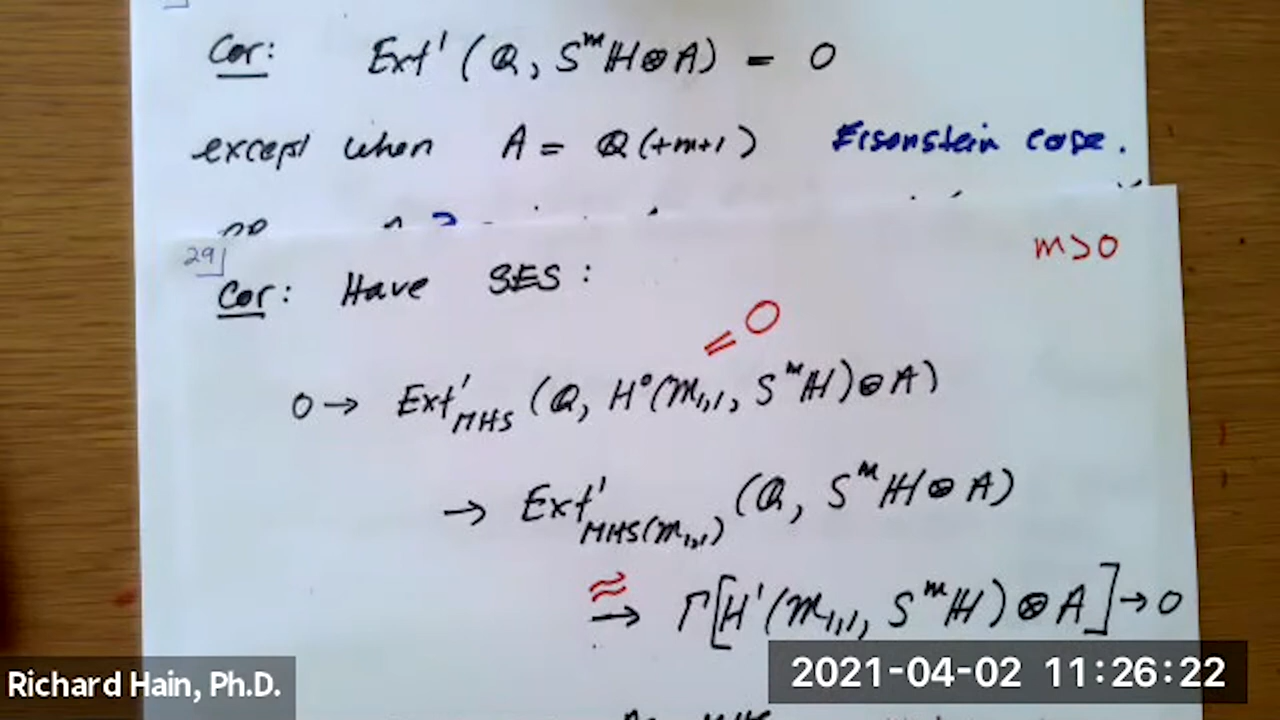 Cor: Ext¹(ℚ, Sᵐℍ⊗A) = 0
except when A = ℚ(+m+1) Eisenstein case.
29
m>0
Cor: Have SES:
= 0
0 → Ext¹_MHS(ℚ, H⁰(M₁,₁, Sᵐℍ)⊗A)
→ Ext¹_MHS(M₁,₁)(ℚ, Sᵐℍ⊗A)
≈
→ Γ[H¹(M₁,₁, Sᵐℍ)⊗A] → 0
Richard Hain, Ph.D.
2021-04-02 11:26:22